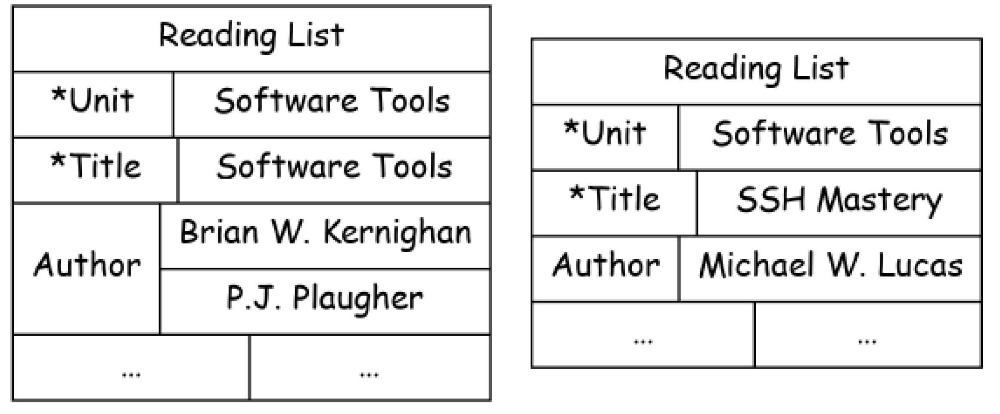 Reading List
*Unit Software Tools
*Title Software Tools
Author Brian W. Kernighan
P.J. Plaugher
... ...
Reading List
*Unit Software Tools
*Title SSH Mastery
Author Michael W. Lucas
... ...